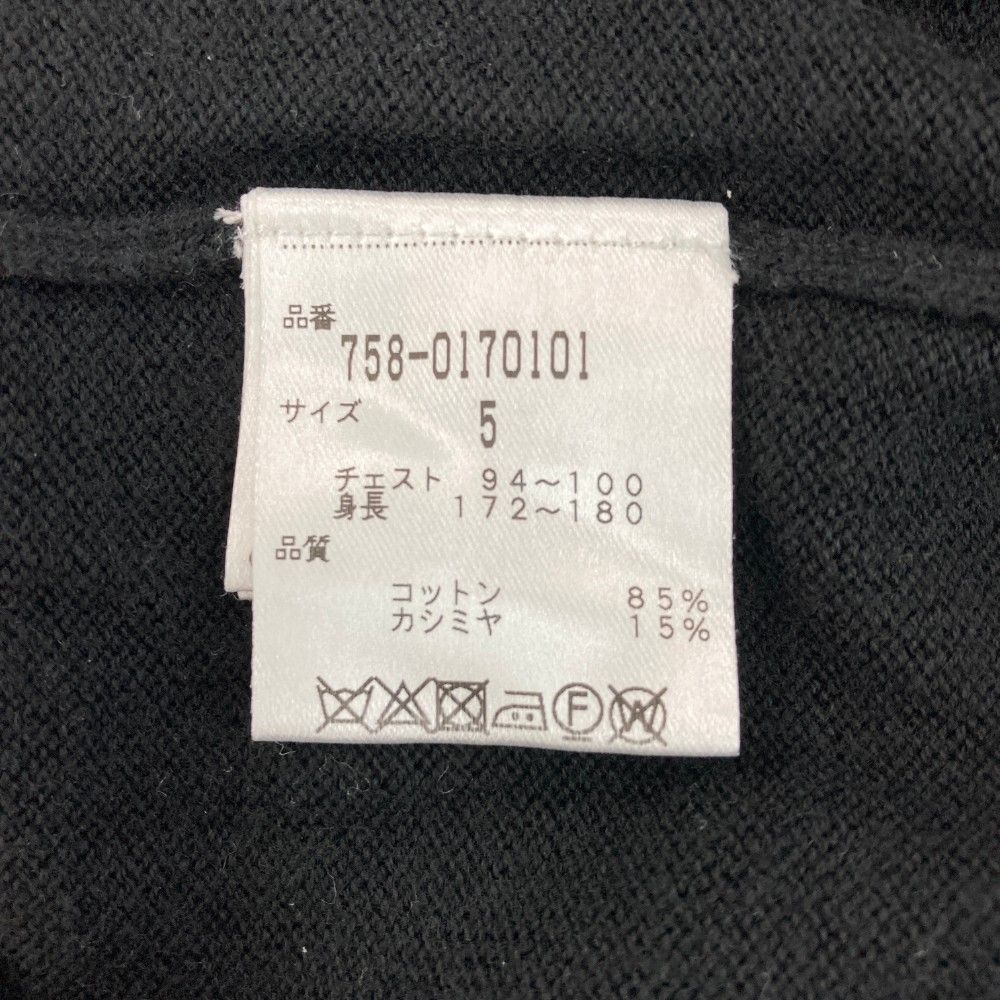 品番
758-0170101
サイズ 5
チェスト 94～100
身長 172～180
品質
コットン 85%
カシミヤ 15%
F W